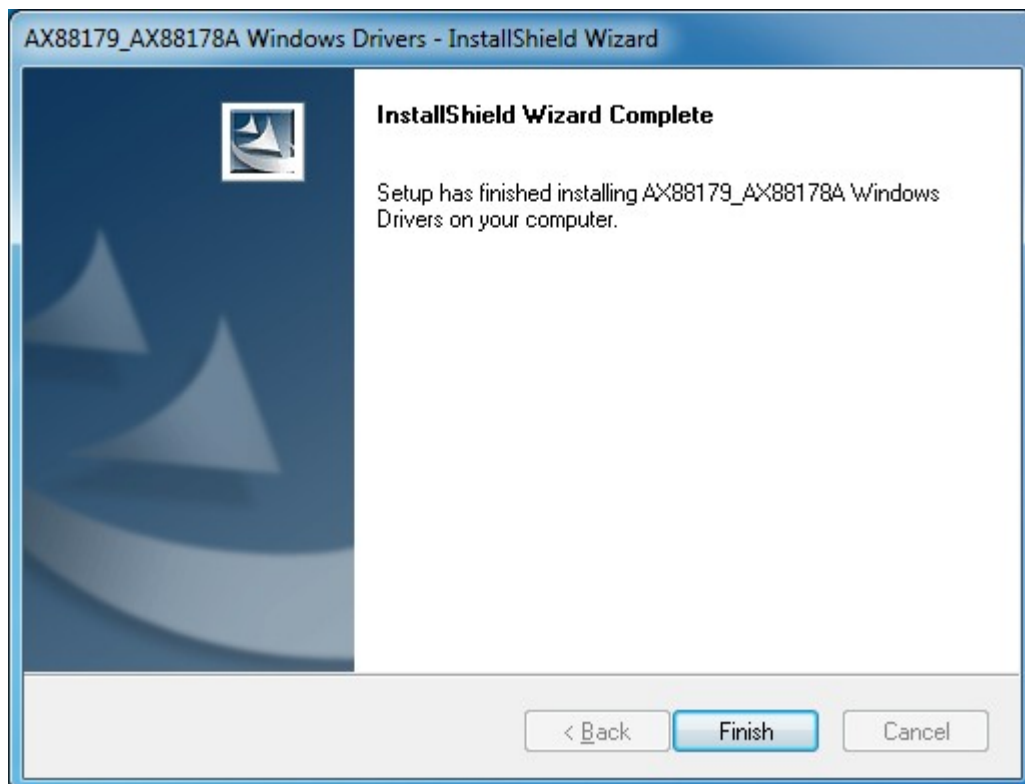 AX88179_AX88178A Windows Drivers - InstallShield Wizard
InstallShield Wizard Complete
Setup has finished installing AX88179_AX88178A Windows
Drivers on your computer.
< Back
Finish
Cancel